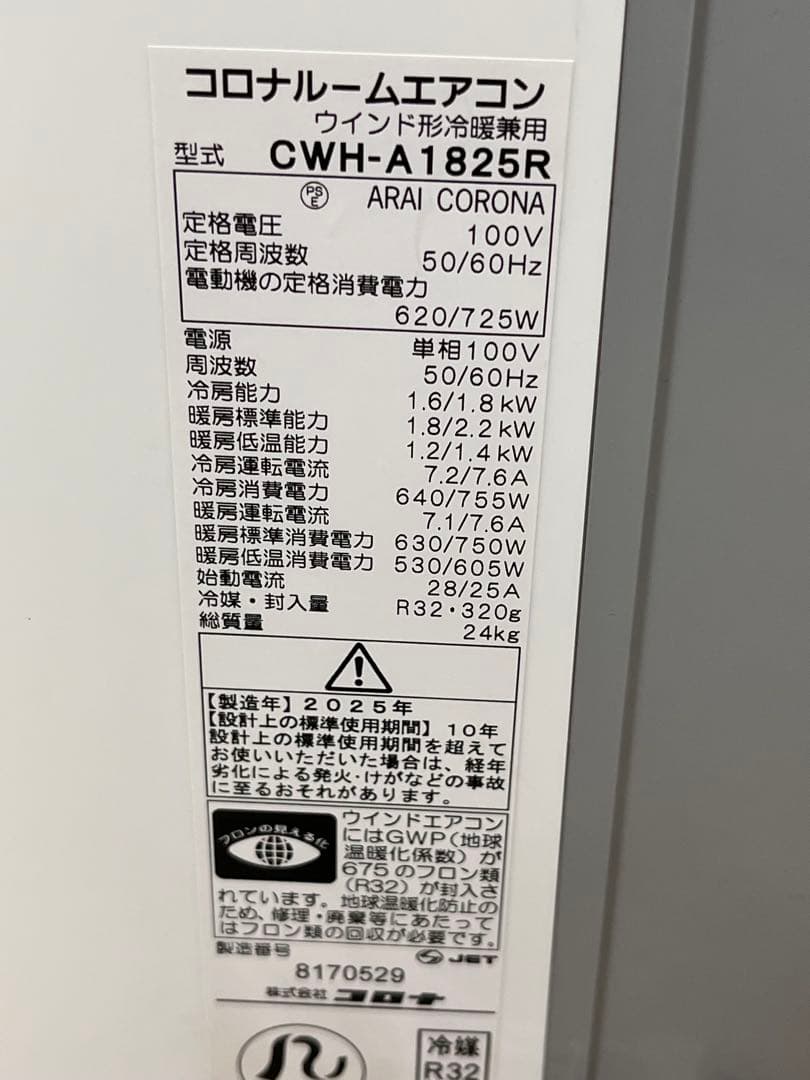 コロナルームエアコン
ウインド形冷暖兼用
型式 CWH-A1825R
PSE ARAI CORONA
定格電圧 100V
定格周波数 50/60Hz
電動機の定格消費電力
620/725W
電源 単相100V
周波数 50/60Hz
冷房能力 1.6/1.8kW
暖房標準能力 1.8/2.2kW
暖房低温能力 1.2/1.4kW
冷房運転電流 7.2/7.6A
冷房消費電力 640/755W
暖房運転電流 7.1/7.6A
暖房標準消費電力 630/750W
暖房低温消費電力 530/605W
始動電流 28/25A
冷媒・封入量 R32・320g
総質量 24kg
【製造年】2025年
【設計上の標準使用期間】10年
設計上の標準使用期間を超えて
お使いいただいた場合は、経年
劣化による発火・けがなどの事故
に至るおそれがあります。
フロンの見える化
ウインドエアコン
にはGWP(地球
温暖化係数)が
675のフロン類
(R32)が封入さ
れています。地球温暖化防止の
ため、修理・廃棄等にあたって
はフロン類の回収が必要です。
製造番号 JET
8170529
株式会社 コロナ
冷媒
R32